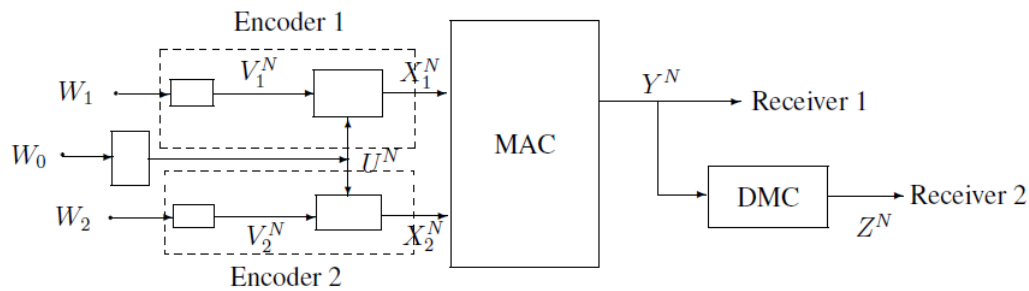 Encoder 1
W₁
V₁ᴺ
X₁ᴺ
W₀
Uᴺ
W₂
V₂ᴺ
X₂ᴺ
Encoder 2
MAC
Yᴺ
Receiver 1
DMC
Zᴺ
Receiver 2